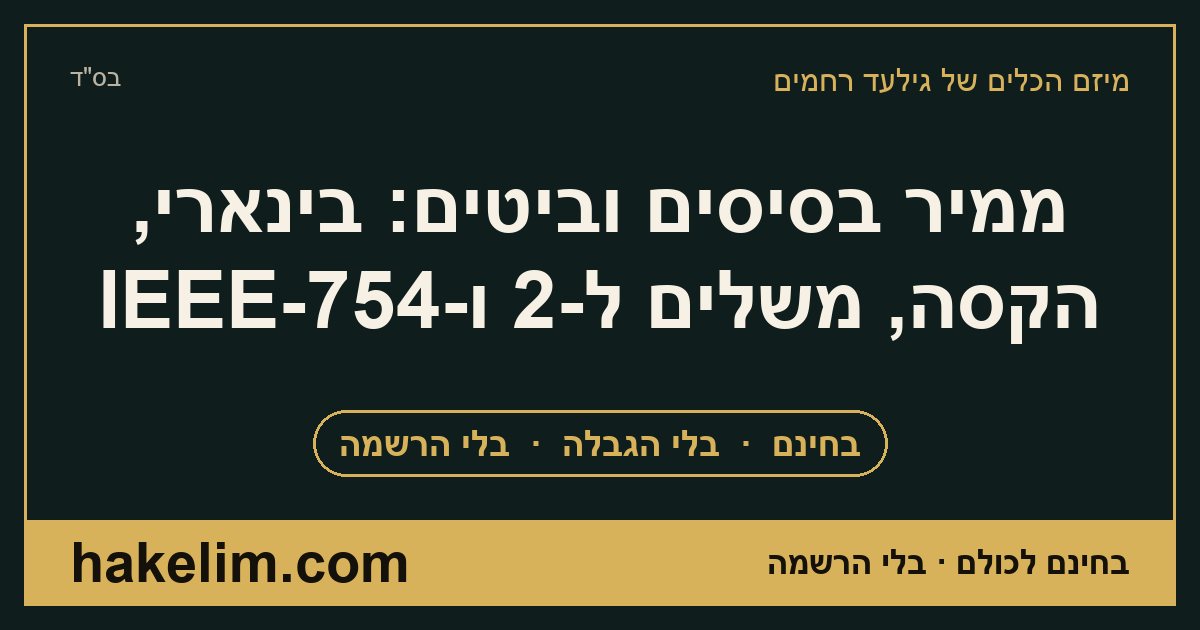 מיזם הכלים של גילעד רחמים
בס"ד
ממיר בסיסים וביטים: בינארי,
הקסה, משלים ל-2 ו-IEEE-754
בחינם · בלי הגבלה · בלי הרשמה
בחינם לכולם · בלי הרשמה
hakelim.com